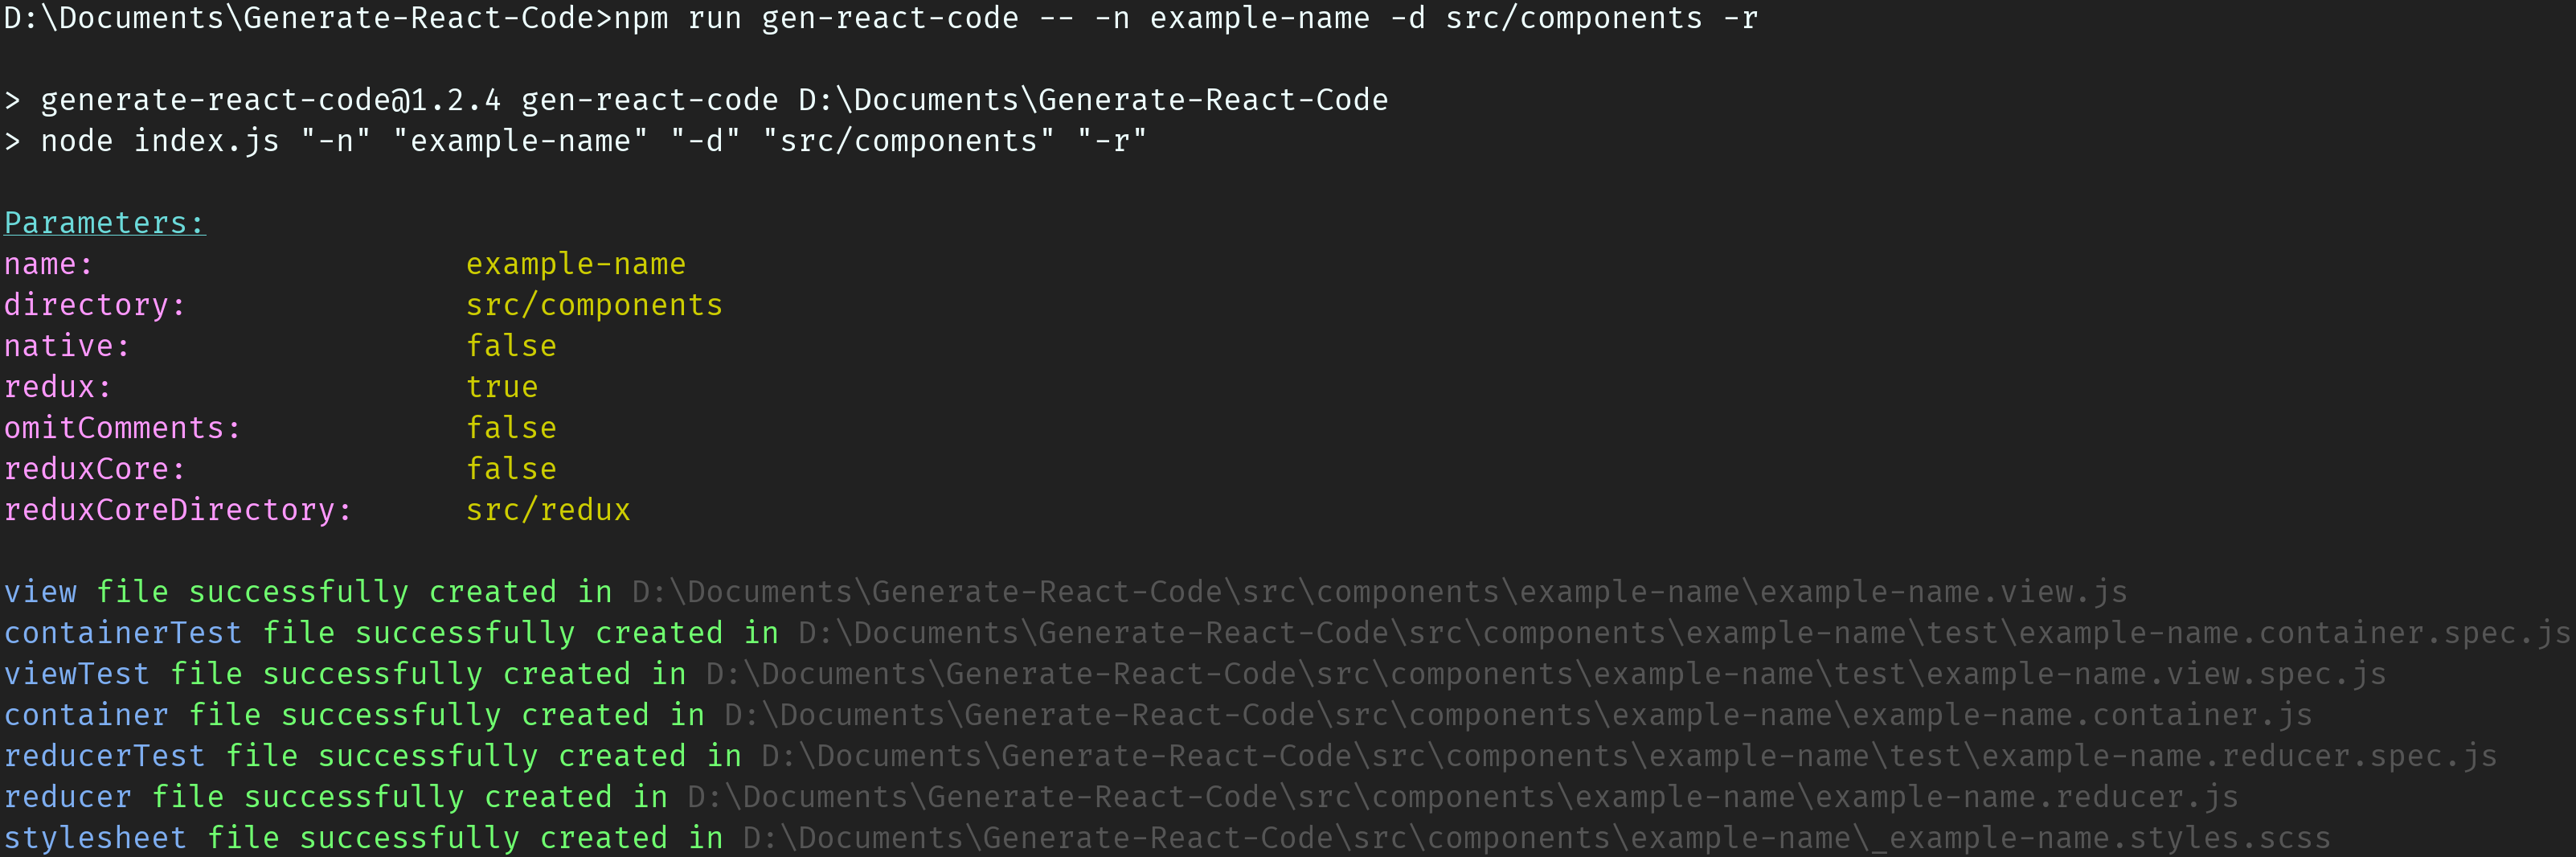 D:\Documents\Generate-React-Code>npm run gen-react-code -- -n example-name -d src/components -r
> generate-react-code@1.2.4 gen-react-code D:\Documents\Generate-React-Code
> node index.js "-n" "example-name" "-d" "src/components" "-r"
Parameters:
name: example-name
directory: src/components
native: false
redux: true
omitComments: false
reduxCore: false
reduxCoreDirectory: src/redux
view file successfully created in D:\Documents\Generate-React-Code\src\components\example-name\example-name.view.js
containerTest file successfully created in D:\Documents\Generate-React-Code\src\components\example-name\test\example-name.container.spec.js
viewTest file successfully created in D:\Documents\Generate-React-Code\src\components\example-name\test\example-name.view.spec.js
container file successfully created in D:\Documents\Generate-React-Code\src\components\example-name\example-name.container.js
reducerTest file successfully created in D:\Documents\Generate-React-Code\src\components\example-name\test\example-name.reducer.spec.js
reducer file successfully created in D:\Documents\Generate-React-Code\src\components\example-name\example-name.reducer.js
stylesheet file successfully created in D:\Documents\Generate-React-Code\src\components\example-name\_example-name.styles.scss